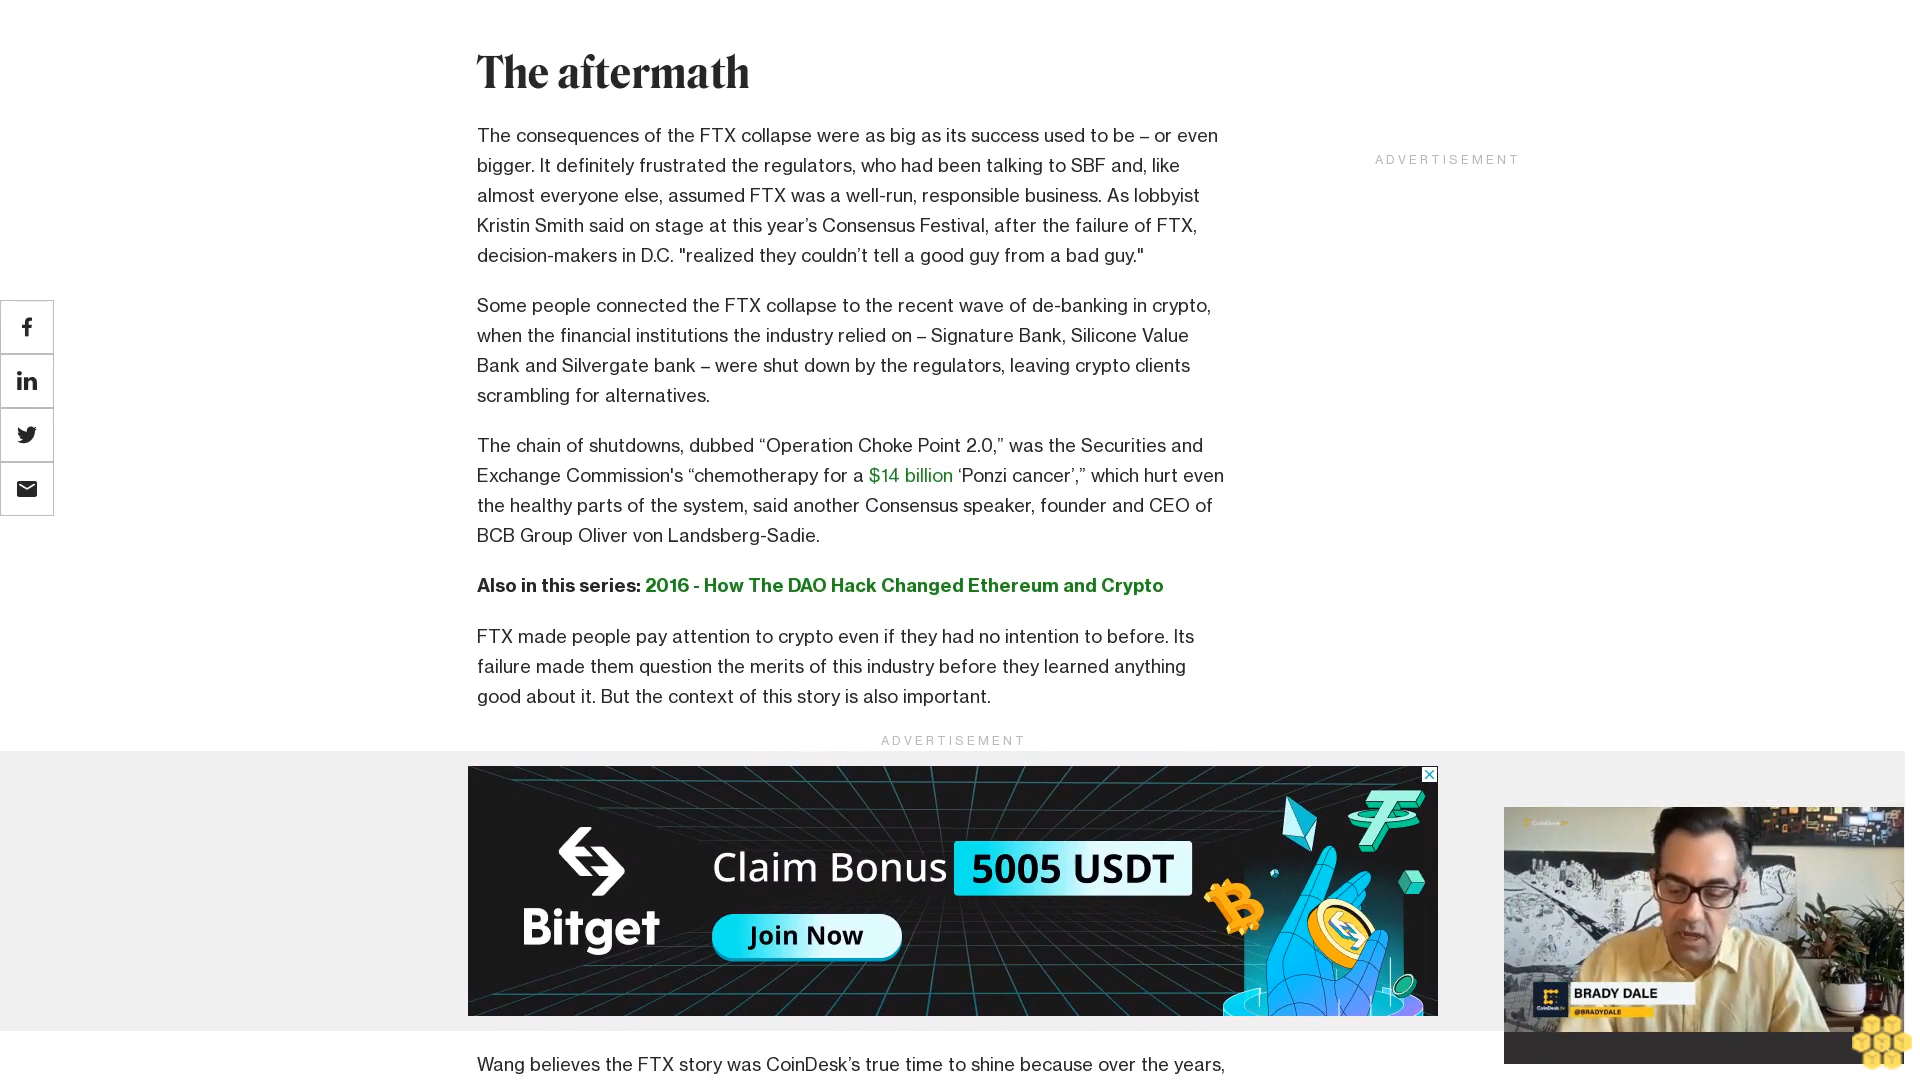 The aftermath
The consequences of the FTX collapse were as big as its success used to be – or even
bigger. It definitely frustrated the regulators, who had been talking to SBF and, like
almost everyone else, assumed FTX was a well-run, responsible business. As lobbyist
Kristin Smith said on stage at this year’s Consensus Festival, after the failure of FTX,
decision-makers in D.C. "realized they couldn’t tell a good guy from a bad guy."
ADVERTISEMENT
Some people connected the FTX collapse to the recent wave of de-banking in crypto,
when the financial institutions the industry relied on – Signature Bank, Silicone Value
Bank and Silvergate bank – were shut down by the regulators, leaving crypto clients
scrambling for alternatives.
The chain of shutdowns, dubbed “Operation Choke Point 2.0,” was the Securities and
Exchange Commission's “chemotherapy for a $14 billion ‘Ponzi cancer’,” which hurt even
the healthy parts of the system, said another Consensus speaker, founder and CEO of
BCB Group Oliver von Landsberg-Sadie.
Also in this series: 2016 - How The DAO Hack Changed Ethereum and Crypto
FTX made people pay attention to crypto even if they had no intention to before. Its
failure made them question the merits of this industry before they learned anything
good about it. But the context of this story is also important.
ADVERTISEMENT
Bitget
Claim Bonus 5005 USDT
Join Now
CoinDesk tv
BRADY DALE
CoinDesk tv
@BRADYDALE
Wang believes the FTX story was CoinDesk’s true time to shine because over the years,